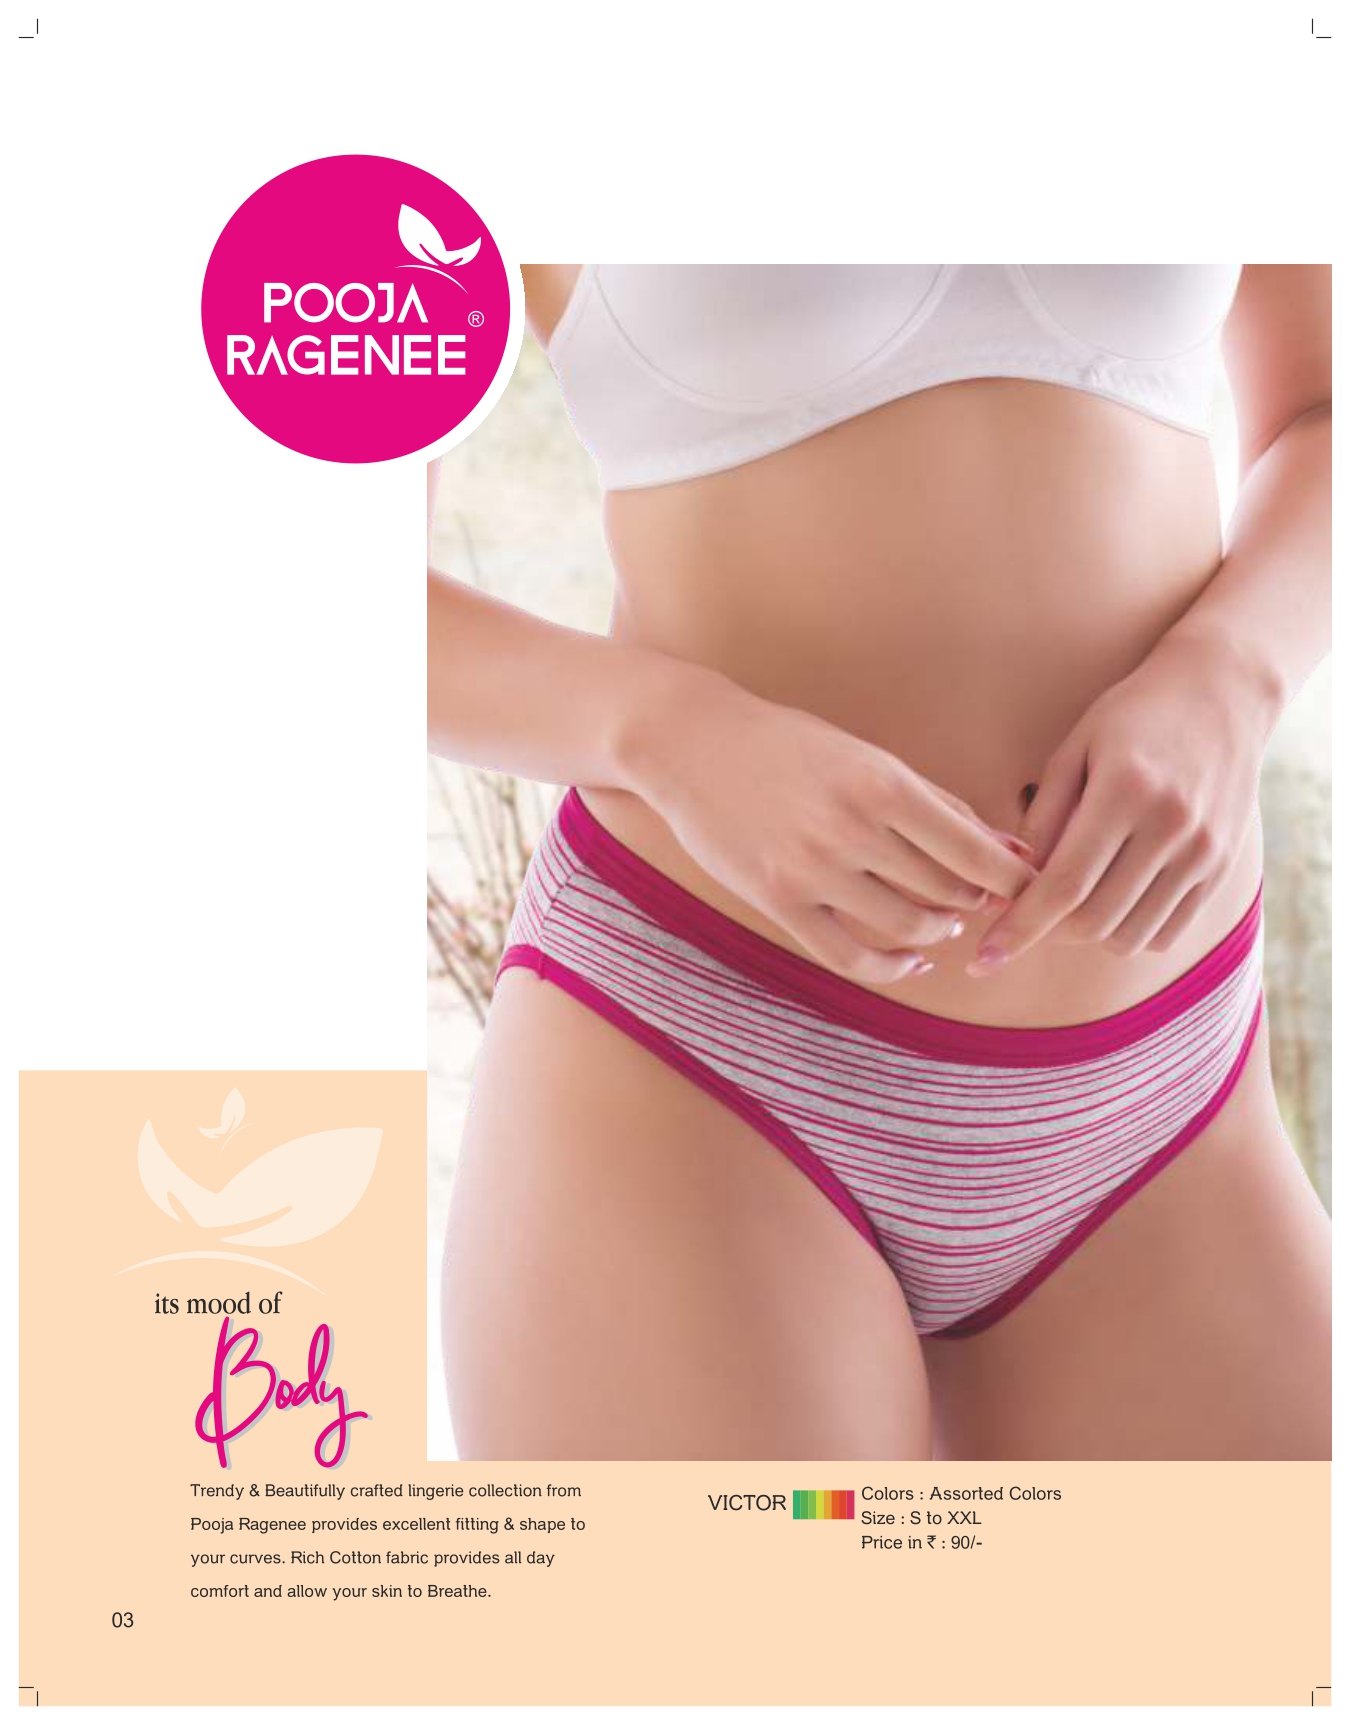 POOJA
RAGENEE ®
its mood of
Body
Trendy & Beautifully crafted lingerie collection from
Pooja Ragenee provides excellent fitting & shape to
your curves. Rich Cotton fabric provides all day
comfort and allow your skin to Breathe.
VICTOR
Colors : Assorted Colors
Size : S to XXL
Price in ₹ : 90/-
03